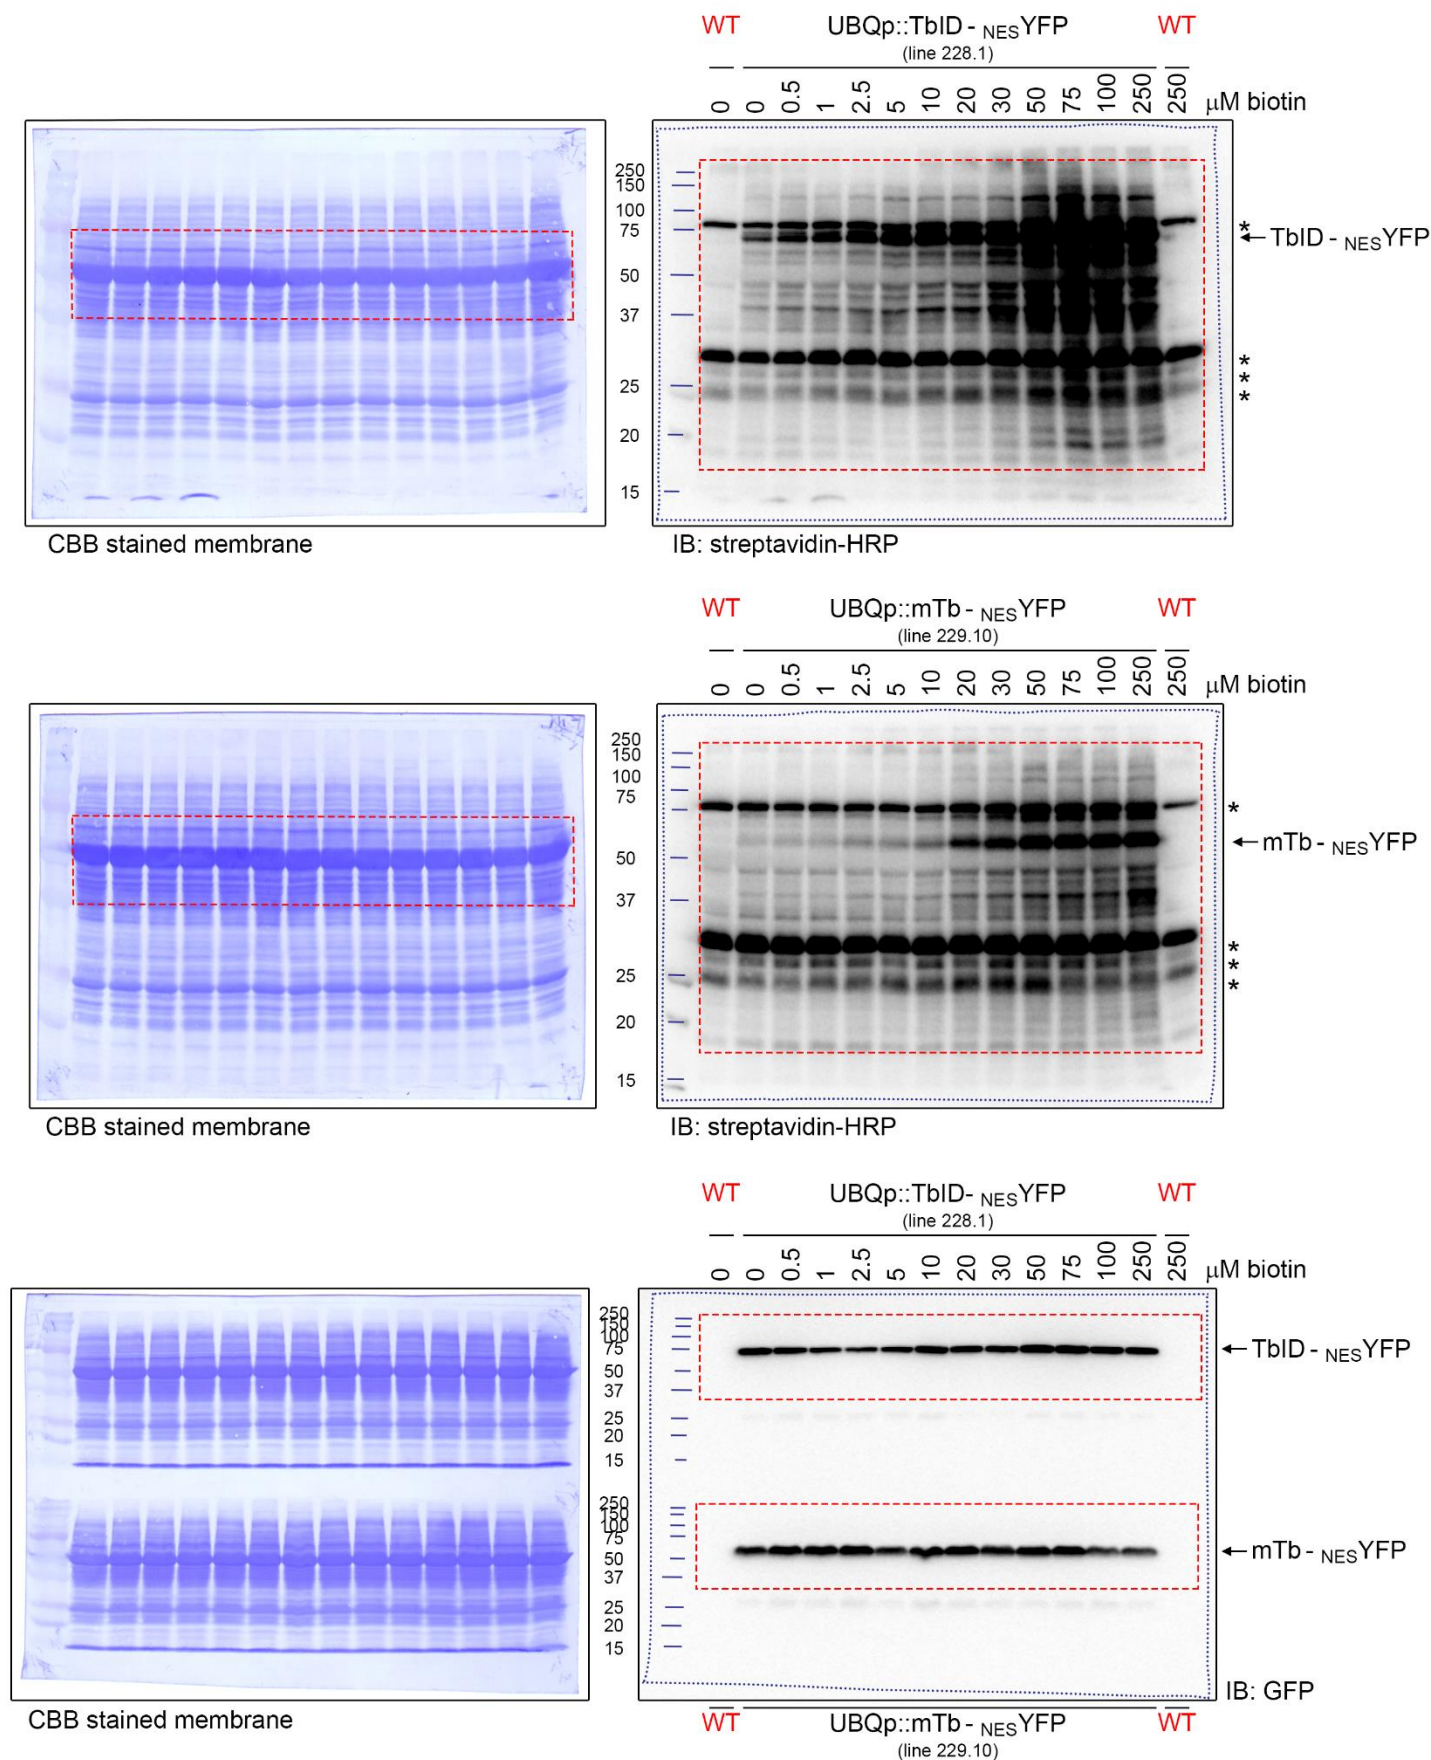 WT UBQp::TbID - NESYFP WT
(line 228.1)
0 0 0.5 1 2.5 5 10 20 30 50 75 100 250 250 μM biotin
250
150
100
75
50
37
25
20
15
*
TbID - NESYFP
*
*
*
CBB stained membrane
IB: streptavidin-HRP
WT UBQp::mTb - NESYFP WT
(line 229.10)
0 0 0.5 1 2.5 5 10 20 30 50 75 100 250 250 μM biotin
250
150
100
75
50
37
25
20
15
*
mTb - NESYFP
*
*
*
CBB stained membrane
IB: streptavidin-HRP
WT UBQp::TbID- NESYFP WT
(line 228.1)
0 0 0.5 1 2.5 5 10 20 30 50 75 100 250 250 μM biotin
250
150
100
75
50
37
25
20
15
TbID - NESYFP
250
150
100
75
50
37
25
20
15
mTb - NESYFP
IB: GFP
CBB stained membrane
WT UBQp::mTb - NESYFP WT
(line 229.10)